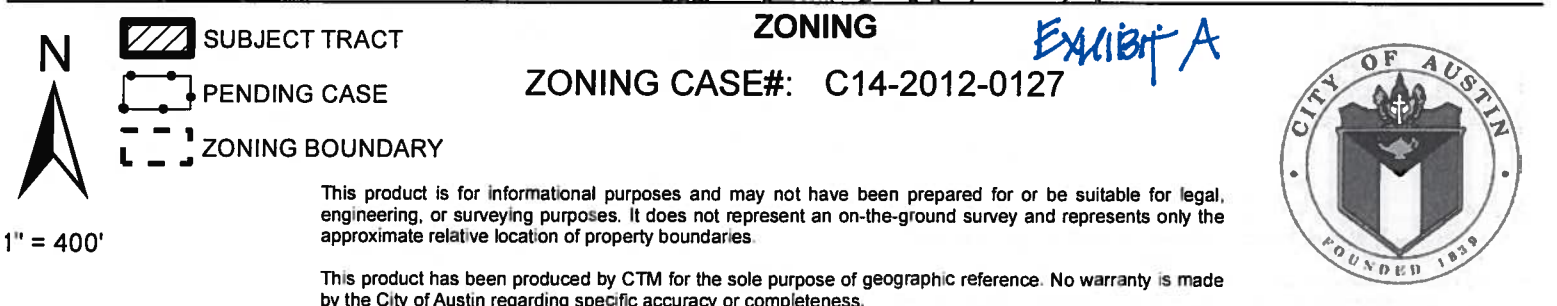 N
SUBJECT TRACT
PENDING CASE
ZONING BOUNDARY
1" = 400'
ZONING
EXHIBIT A
ZONING CASE#: C14-2012-0127
This product is for informational purposes and may not have been prepared for or be suitable for legal,
engineering, or surveying purposes. It does not represent an on-the-ground survey and represents only the
approximate relative location of property boundaries.
This product has been produced by CTM for the sole purpose of geographic reference. No warranty is made
by the City of Austin regarding specific accuracy or completeness.
CITY OF AUSTIN
FOUNDED 1839